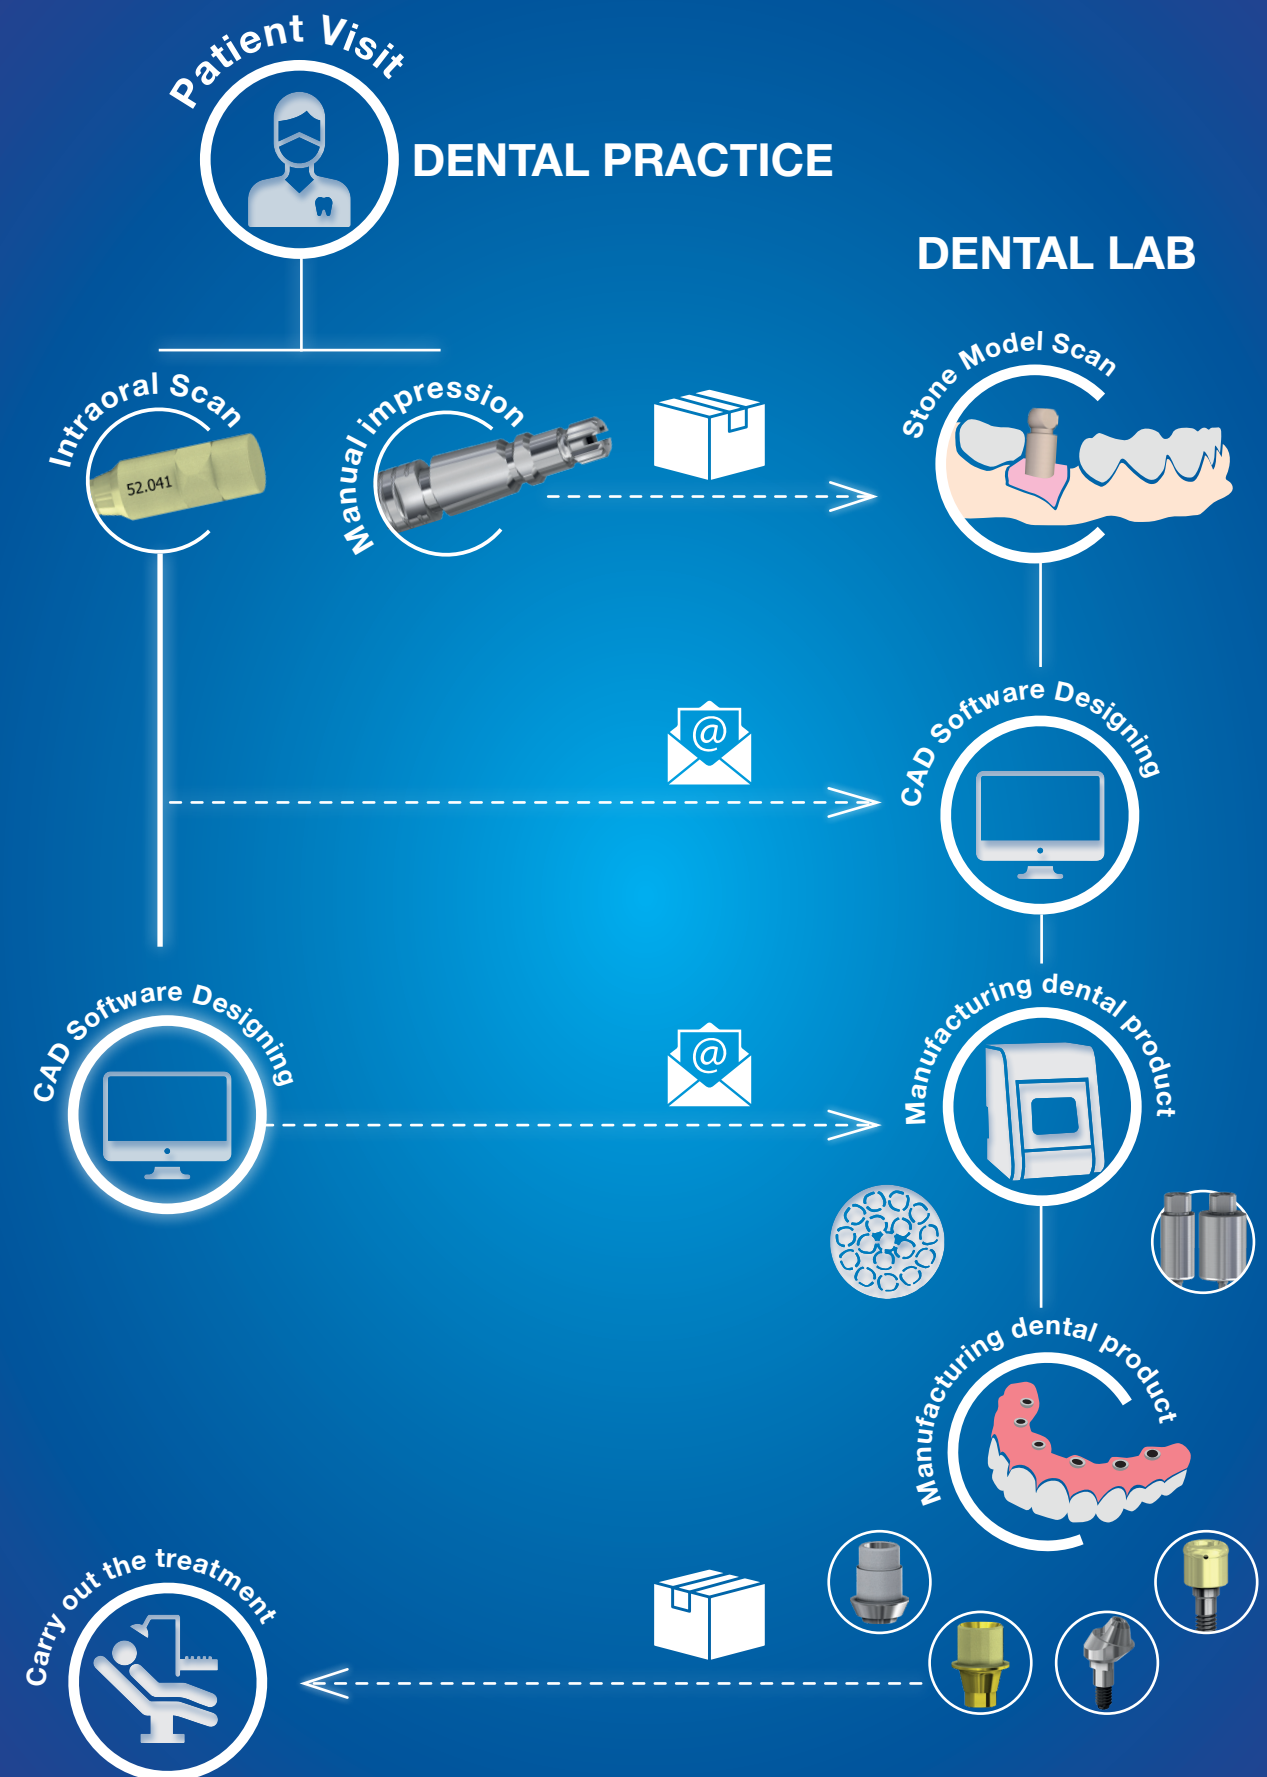 Patient Visit
DENTAL PRACTICE
DENTAL LAB
Intraoral Scan
52.041
Manual impression
Stone Model Scan
@
CAD Software Designing
CAD Software Designing
@
Manufacturing dental product
Manufacturing dental product
Carry out the treatment